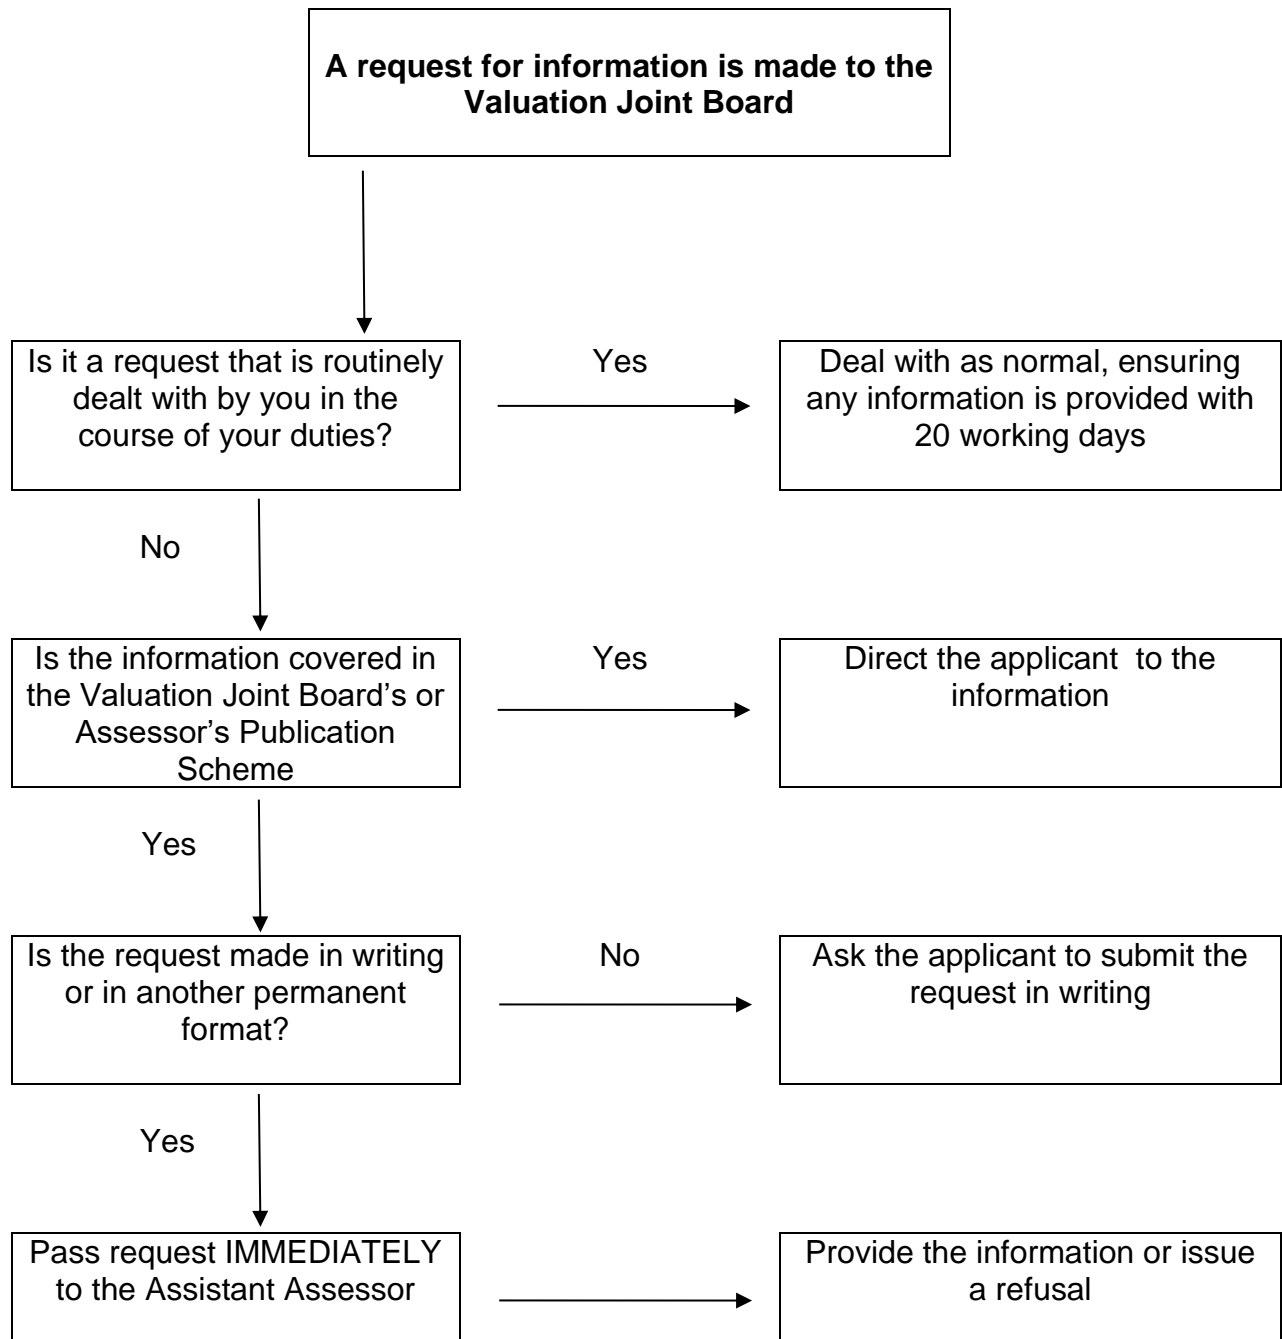 A request for information is made to the
Valuation Joint Board
Is it a request that is routinely
dealt with by you in the
course of your duties?
Yes
Deal with as normal, ensuring
any information is provided with
20 working days
No
Is the information covered in
the Valuation Joint Board’s or
Assessor’s Publication
Scheme
Yes
Direct the applicant  to the
information
Yes
Is the request made in writing
or in another permanent
format?
No
Ask the applicant to submit the
request in writing
Yes
Pass request IMMEDIATELY
to the Assistant Assessor
Provide the information or issue
a refusal